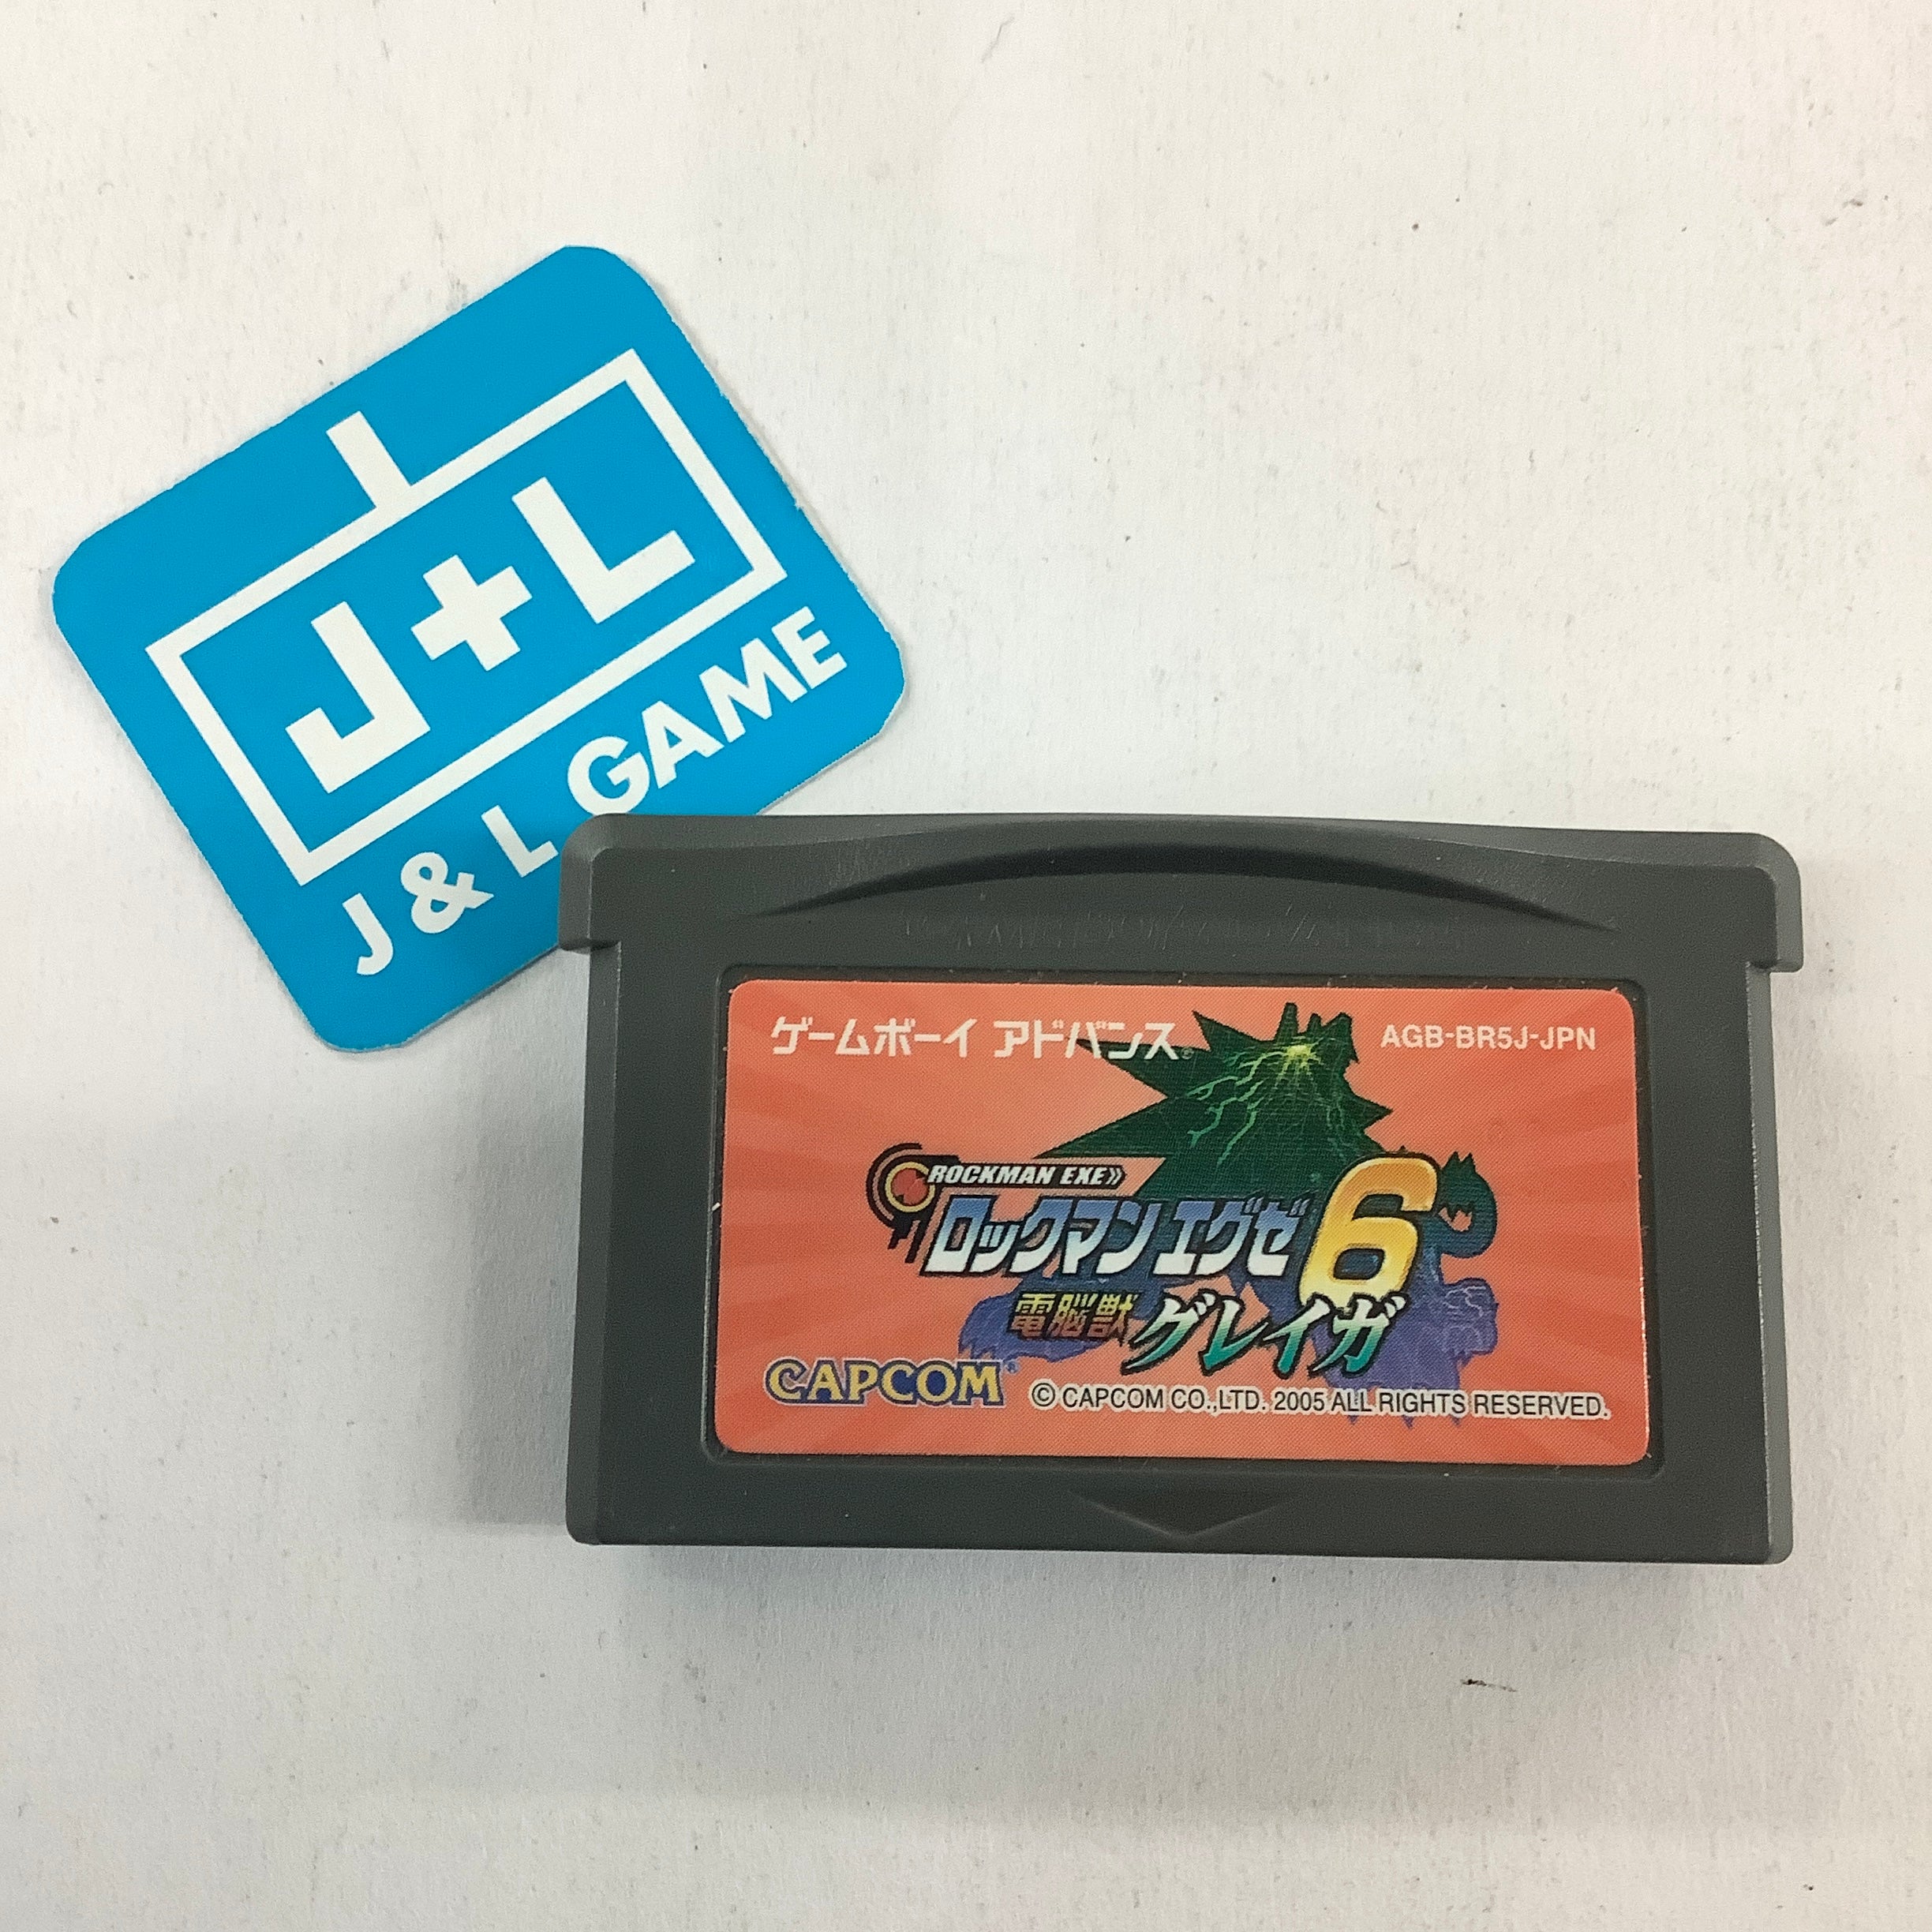 J+L
J & L GAME
ゲームボーイ アドバンス
AGB-BR5J-JPN
ROCKMAN EXE
ロックマン エグゼ6
電脳獣 グレイガ
CAPCOM
© CAPCOM CO.,LTD. 2005 ALL RIGHTS RESERVED.